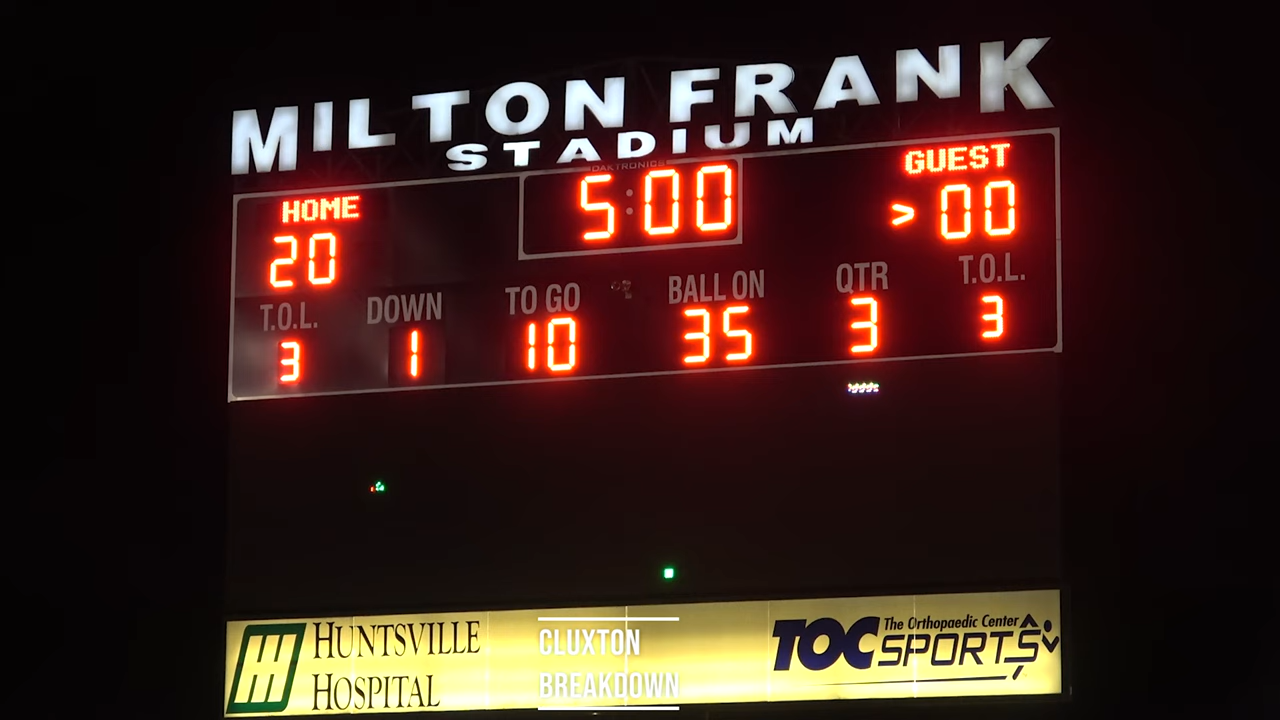 MILTON FRANK
STADIUM
DAKTRONICS
HOME
5:00
GUEST
20
> 00
T.O.L. DOWN TO GO BALL ON QTR T.O.L.
3 1 10 35 3 3
HUNTSVILLE
HOSPITAL
CLUXTON
BREAKDOWN
TOC The Orthopaedic Center
SPORTS